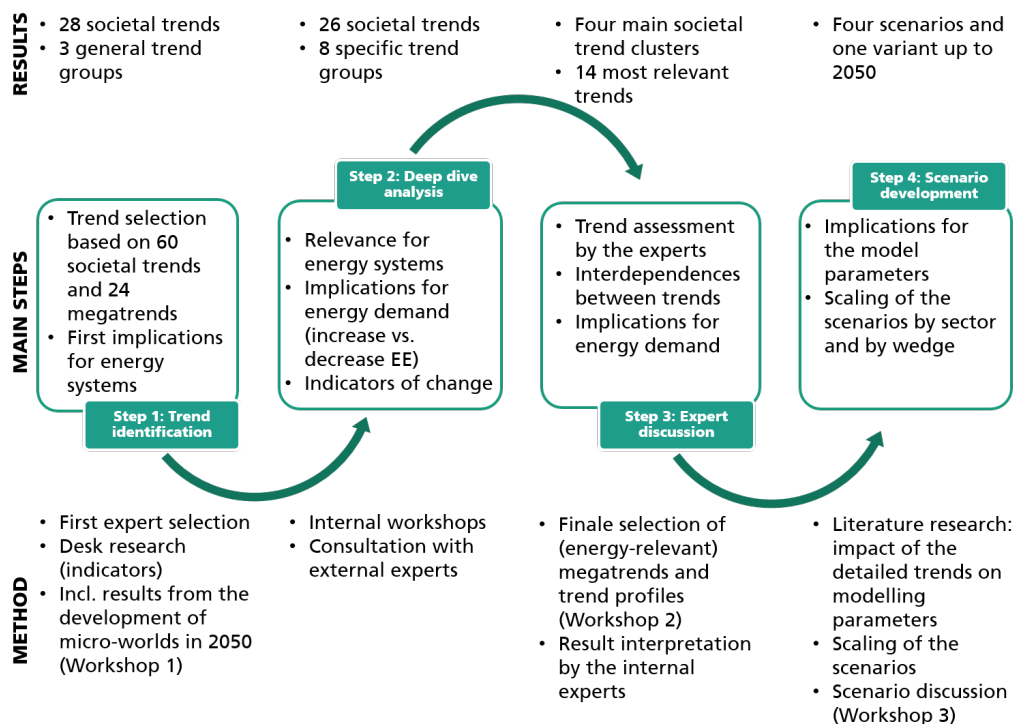 RESULTS
• 28 societal trends
• 3 general trend
groups
• 26 societal trends
• 8 specific trend
groups
• Four main societal
trend clusters
• 14 most relevant
trends
• Four scenarios and
one variant up to
2050
MAIN STEPS
• Trend selection
based on 60
societal trends
and 24
megatrends
• First implications
for energy
systems
Step 1: Trend
identification
Step 2: Deep dive
analysis
• Relevance for
energy systems
• Implications for
energy demand
(increase vs.
decrease EE)
• Indicators of change
• Trend assessment
by the experts
• Interdependences
between trends
• Implications for
energy demand
Step 3: Expert
discussion
Step 4: Scenario
development
• Implications for
the model
parameters
• Scaling of the
scenarios by sector
and by wedge
METHOD
• First expert selection
• Desk research
(indicators)
• Incl. results from the
development of
micro-worlds in 2050
(Workshop 1)
• Internal workshops
• Consultation with
external experts
• Finale selection of
(energy-relevant)
megatrends and
trend profiles
(Workshop 2)
• Result interpretation
by the internal
experts
• Literature research:
impact of the
detailed trends on
modelling
parameters
• Scaling of the
scenarios
• Scenario discussion
(Workshop 3)